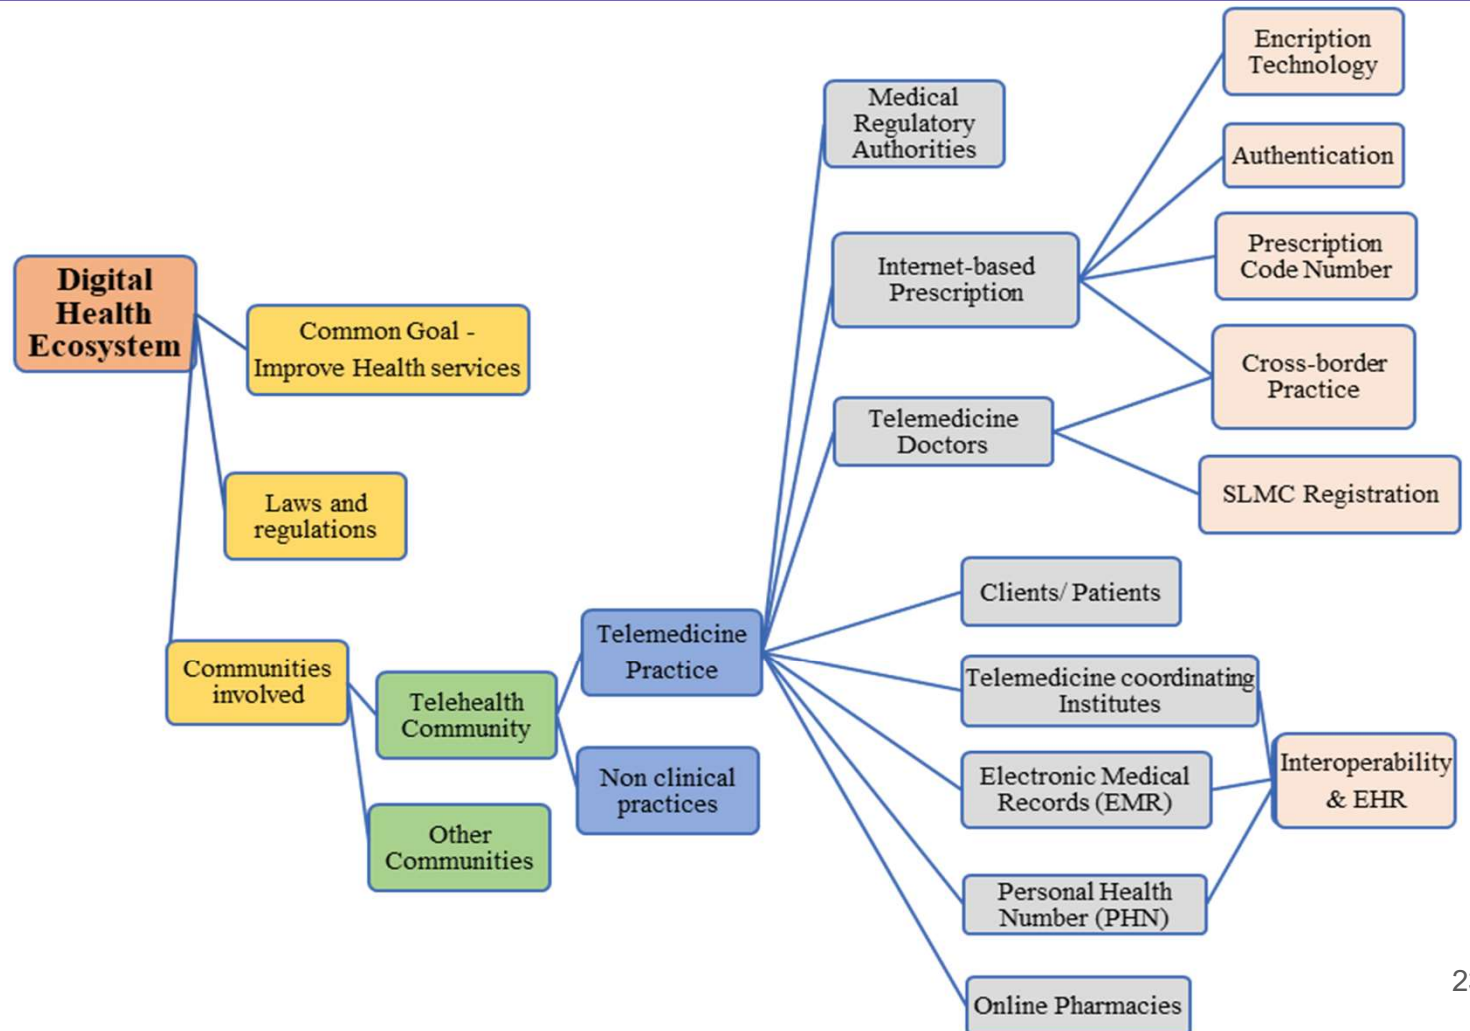 Digital
Health
Ecosystem
Common Goal -
Improve Health services
Laws and
regulations
Communities
involved
Telehealth
Community
Other
Communities
Telemedicine
Practice
Non clinical
practices
Medical
Regulatory
Authorities
Internet-based
Prescription
Telemedicine
Doctors
Clients/ Patients
Telemedicine coordinating
Institutes
Electronic Medical
Records (EMR)
Personal Health
Number (PHN)
Online Pharmacies
Encription
Technology
Authentication
Prescription
Code Number
Cross-border
Practice
SLMC Registration
Interoperability
& EHR